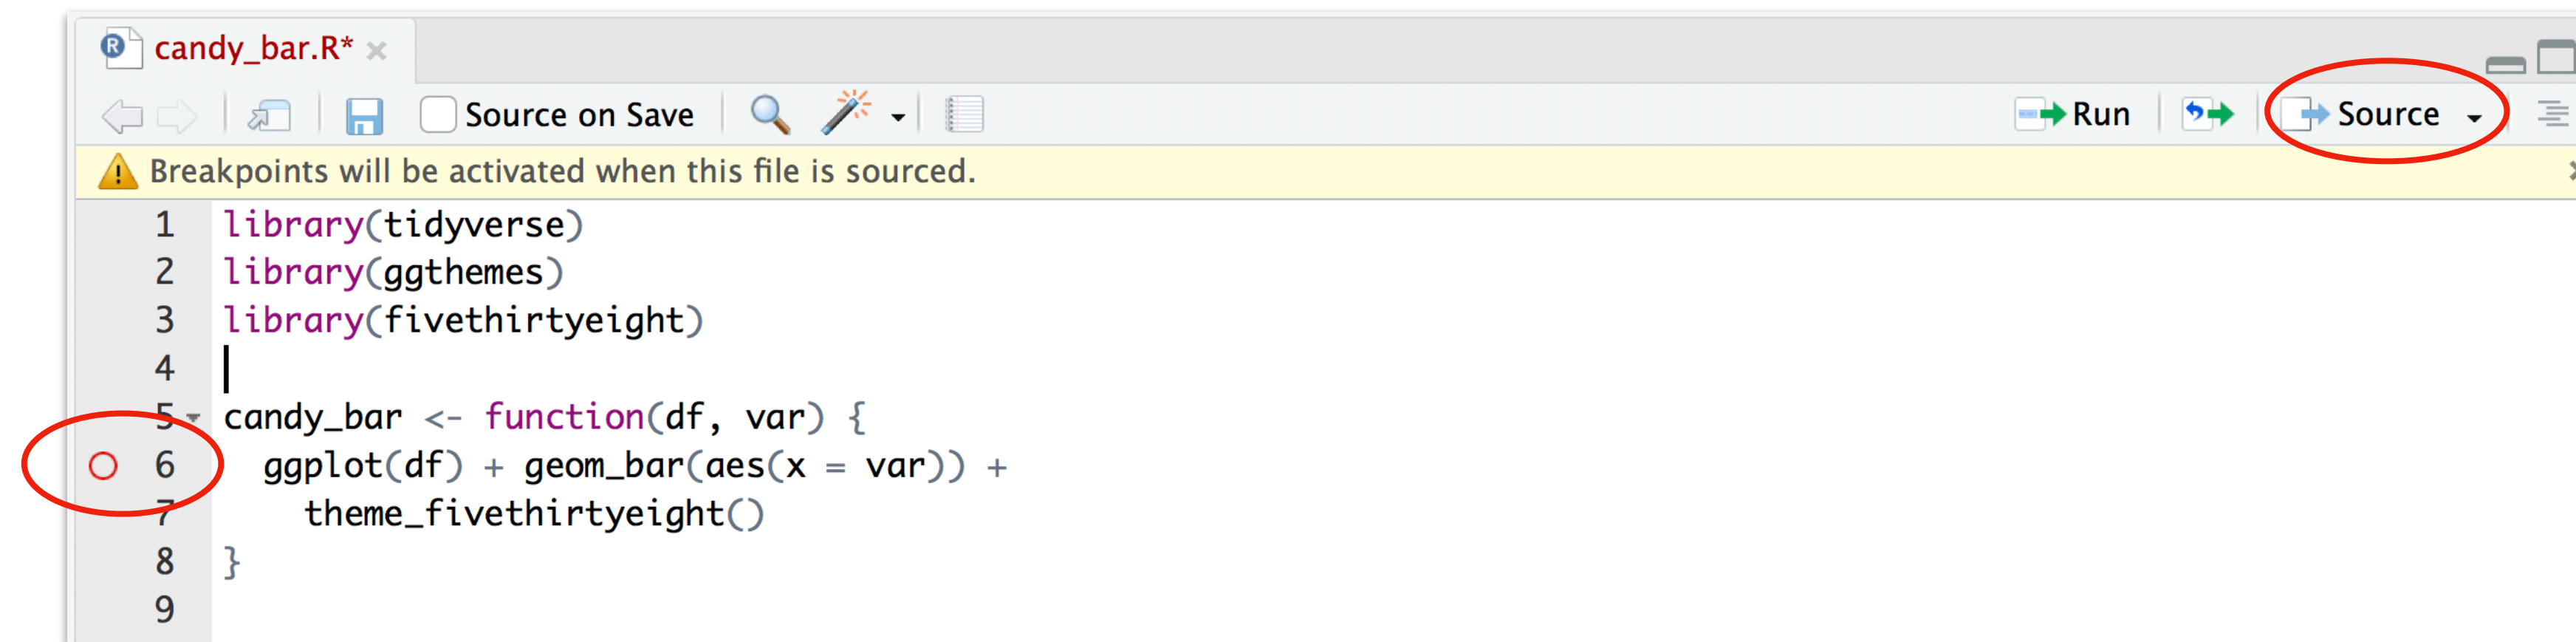 R candy_bar.R*
Source on Save Run Source
Breakpoints will be activated when this file is sourced.
1 library(tidyverse)
2 library(ggthemes)
3 library(fivethirtyeight)
4
5 candy_bar <- function(df, var) {
6 ggplot(df) + geom_bar(aes(x = var)) +
7 theme_fivethirtyeight()
8 }
9